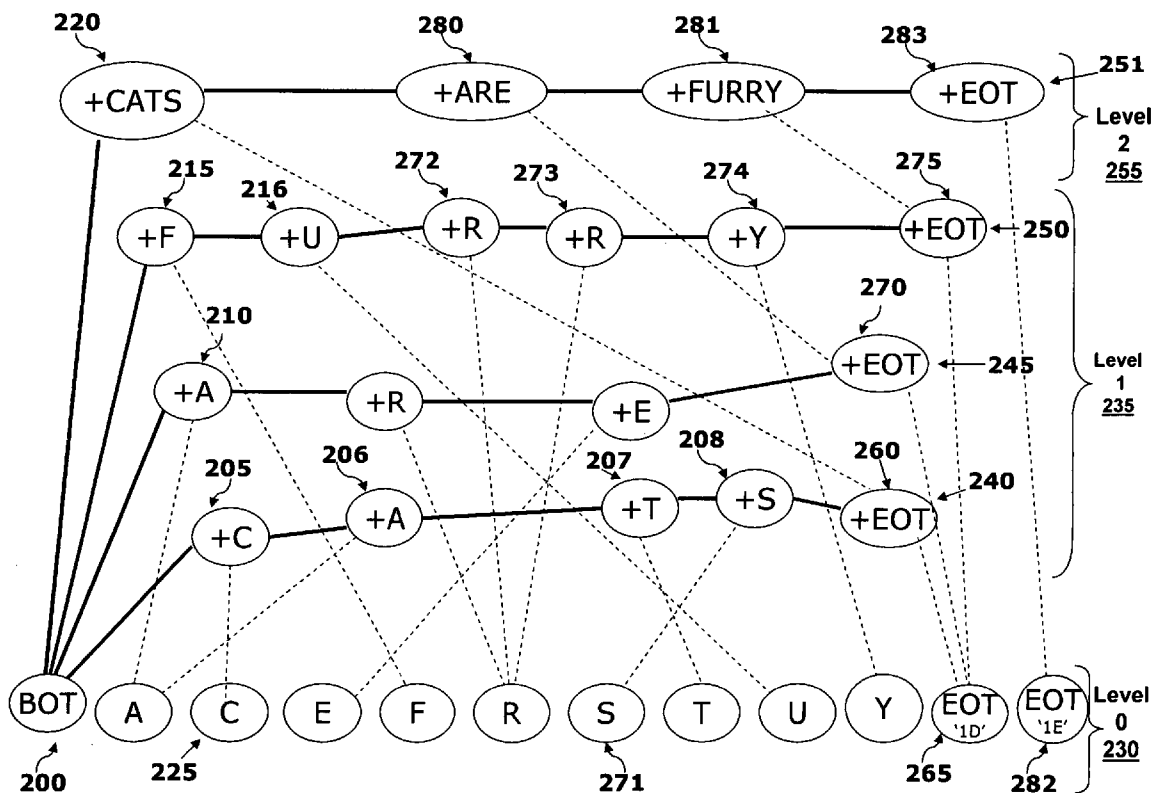 220 280 281 283
+CATS +ARE +FURRY +EOT 251
Level
2
255
215 216 272 273 274 275
+F +U +R +R +Y +EOT 250
210 270
+A +R +E +EOT 245
Level
1
235
205 206 207 208 260 240
+C +A +T +S +EOT
BOT A C E F R S T U Y EOT '1D' EOT '1E'
Level
0
230
200 225 271 265 282